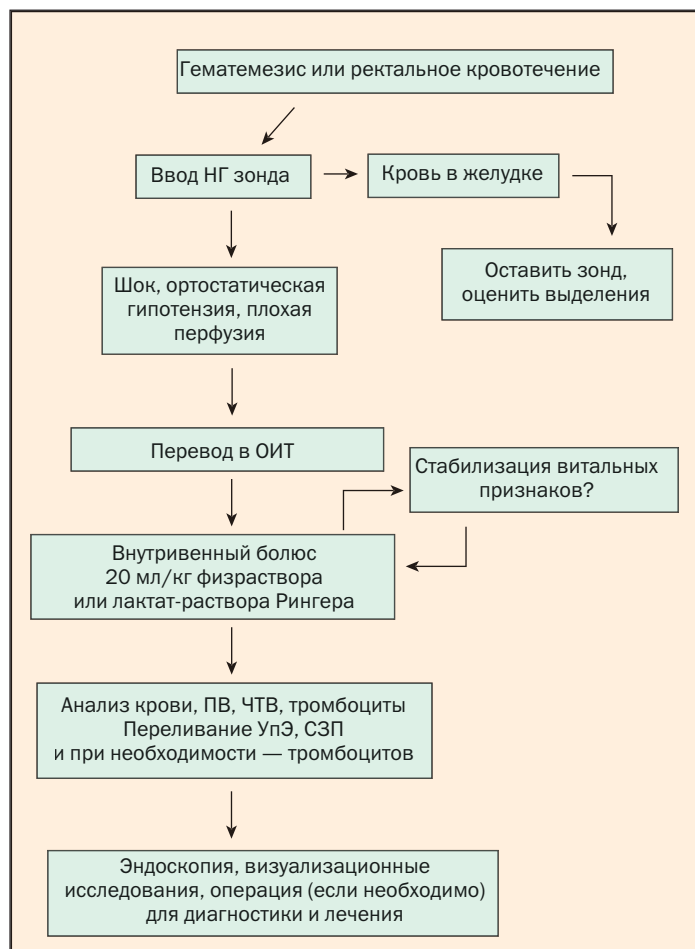 Гематемезис или ректальное кровотечение
Ввод НГ зонда
Кровь в желудке
Оставить зонд,
оценить выделения
Шок, ортостатическая
гипотензия, плохая
перфузия
Перевод в ОИТ
Стабилизация витальных
признаков?
Внутривенный болюс
20 мл/кг физраствора
или лактат-раствора Рингера
Анализ крови, ПВ, ЧТВ, тромбоциты
Переливание УпЭ, СЗП
и при необходимости — тромбоцитов
Эндоскопия, визуализационные
исследования, операция (если необходимо)
для диагностики и лечения